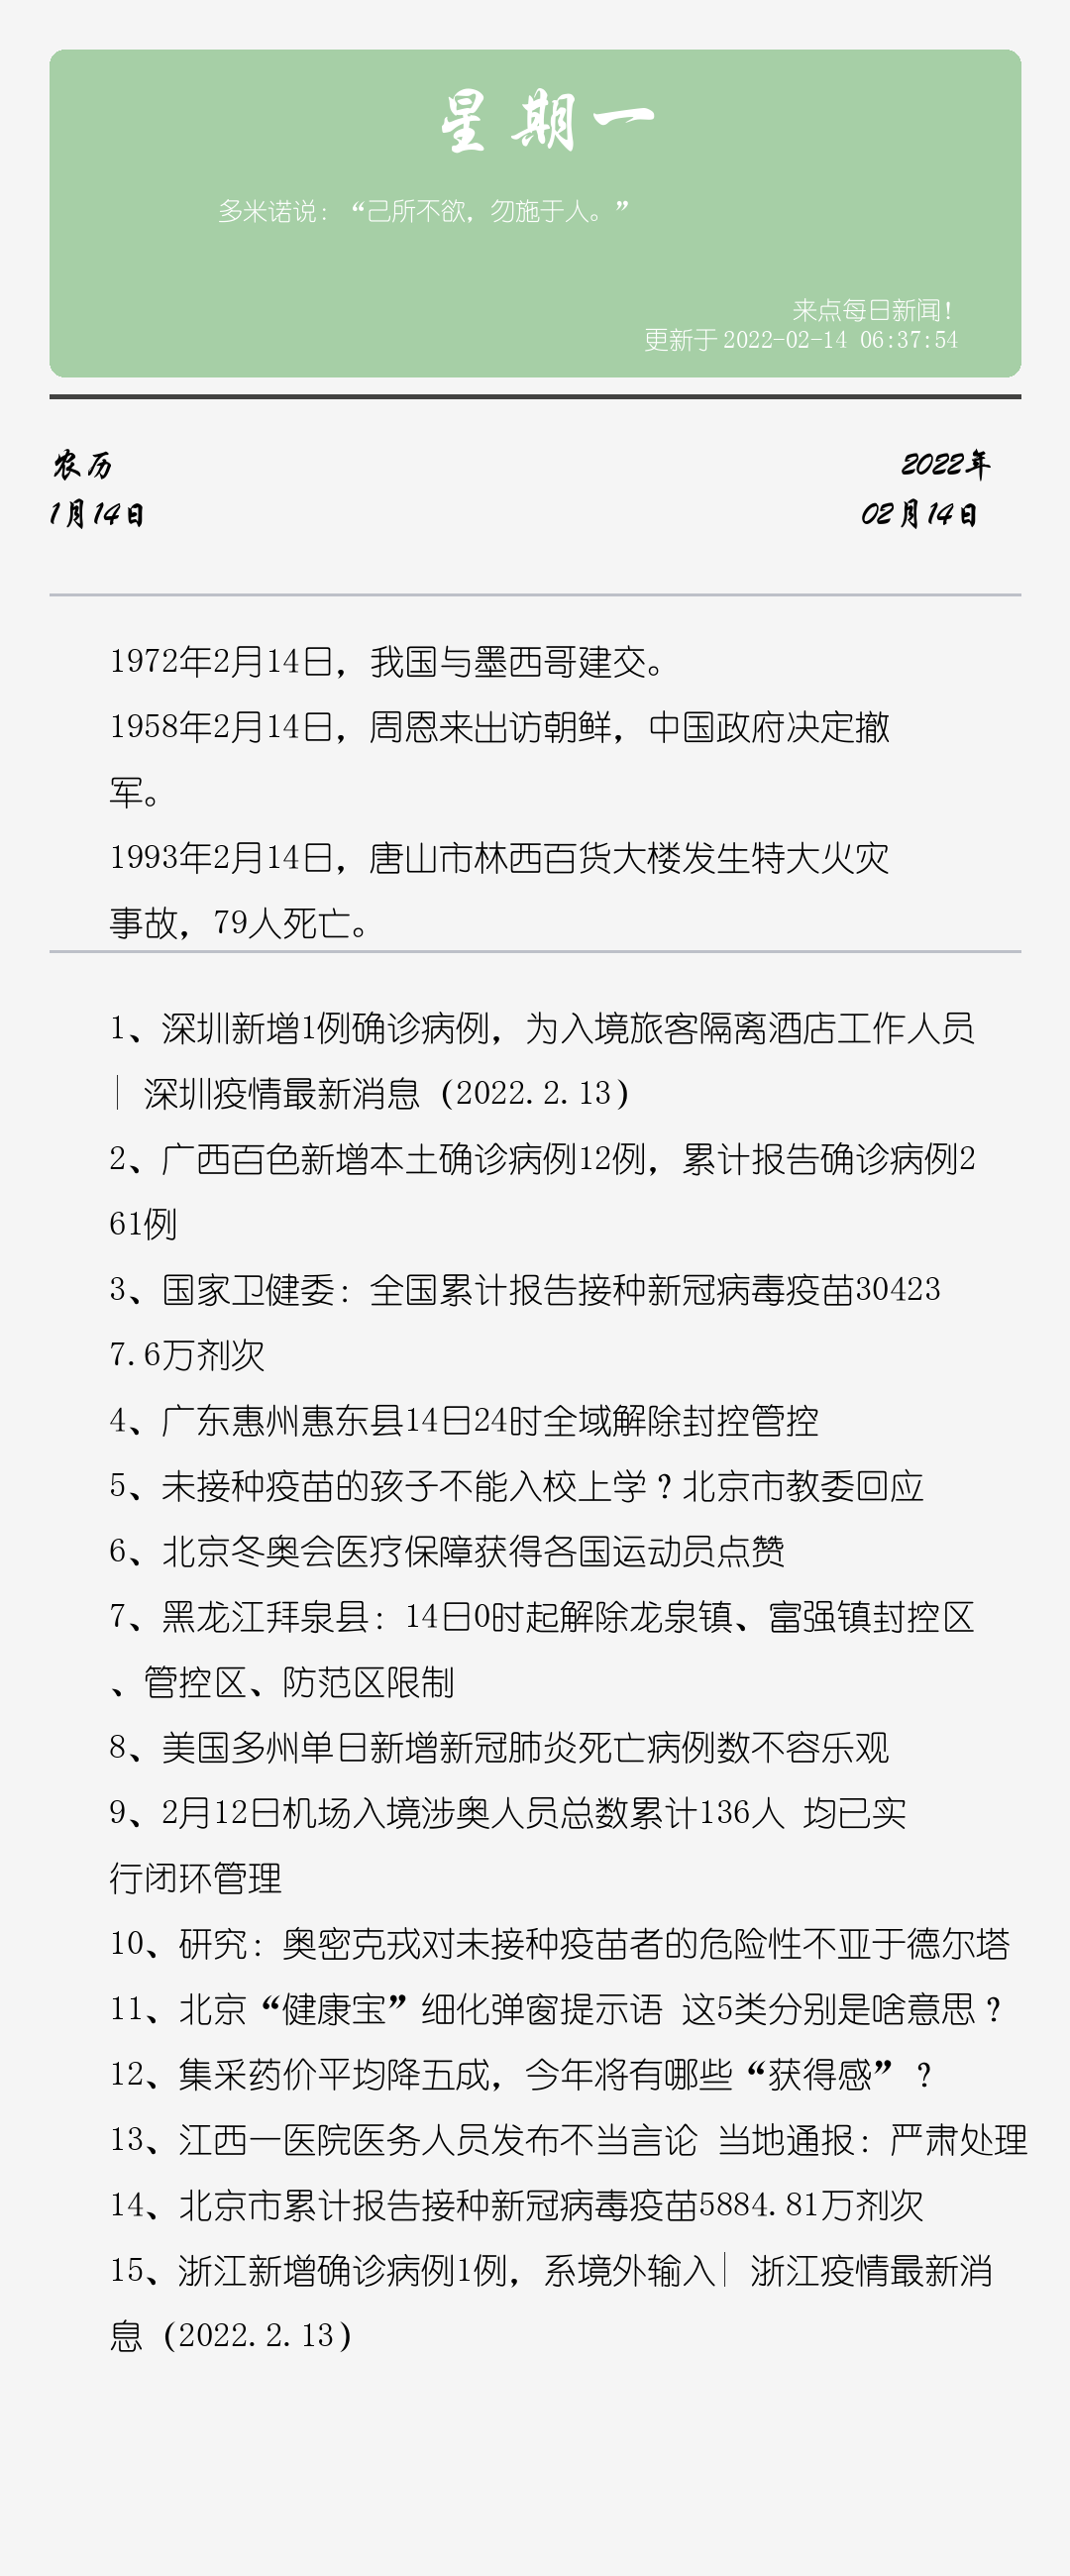 星期一
多米诺说：“己所不欲，勿施于人。”
来点每日新闻！
更新于 2022-02-14 06:37:54
农历
2022年
1月14日
02月14日
1972年2月14日，我国与墨西哥建交。
1958年2月14日，周恩来出访朝鲜，中国政府决定撤
军。
1993年2月14日，唐山市林西百货大楼发生特大火灾
事故，79人死亡。
1、深圳新增1例确诊病例，为入境旅客隔离酒店工作人员
| 深圳疫情最新消息（2022.2.13）
2、广西百色新增本土确诊病例12例，累计报告确诊病例2
61例
3、国家卫健委：全国累计报告接种新冠病毒疫苗30423
7.6万剂次
4、广东惠州惠东县14日24时全域解除封控管控
5、未接种疫苗的孩子不能入校上学？北京市教委回应
6、北京冬奥会医疗保障获得各国运动员点赞
7、黑龙江拜泉县：14日0时起解除龙泉镇、富强镇封控区
、管控区、防范区限制
8、美国多州单日新增新冠肺炎死亡病例数不容乐观
9、2月12日机场入境涉奥人员总数累计136人 均已实
行闭环管理
10、研究：奥密克戎对未接种疫苗者的危险性不亚于德尔塔
11、北京“健康宝”细化弹窗提示语 这5类分别是啥意思？
12、集采药价平均降五成，今年将有哪些“获得感”？
13、江西一医院医务人员发布不当言论 当地通报：严肃处理
14、北京市累计报告接种新冠病毒疫苗5884.81万剂次
15、浙江新增确诊病例1例，系境外输入| 浙江疫情最新消
息（2022.2.13）